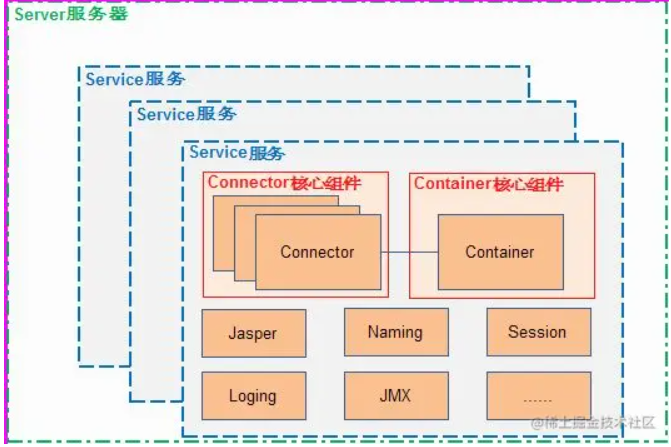 Server服务器
Service服务
Service服务
Service服务
Connector核心组件
Container核心组件
Connector
Container
Jasper
Naming
Session
Loging
JMX
......
@稀土掘金技术社区